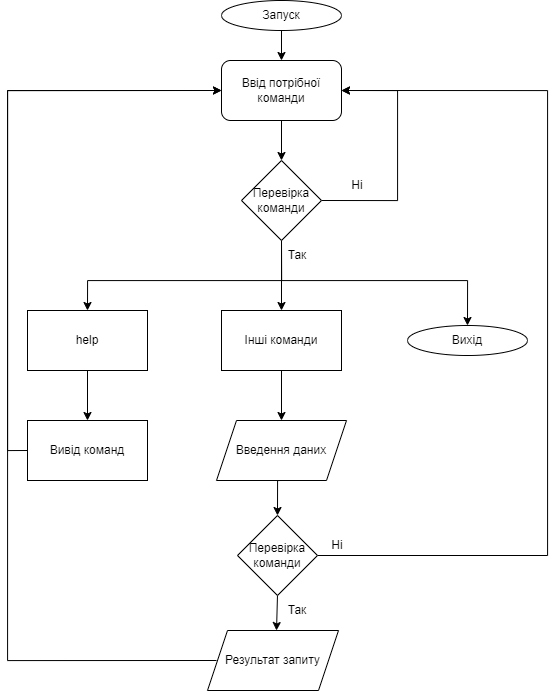 Запуск
Ввід потрібної
команди
Перевірка
команди
Ні
Так
help
Інші команди
Вихід
Вивід команд
Введення даних
Перевірка
команди
Ні
Так
Результат запиту